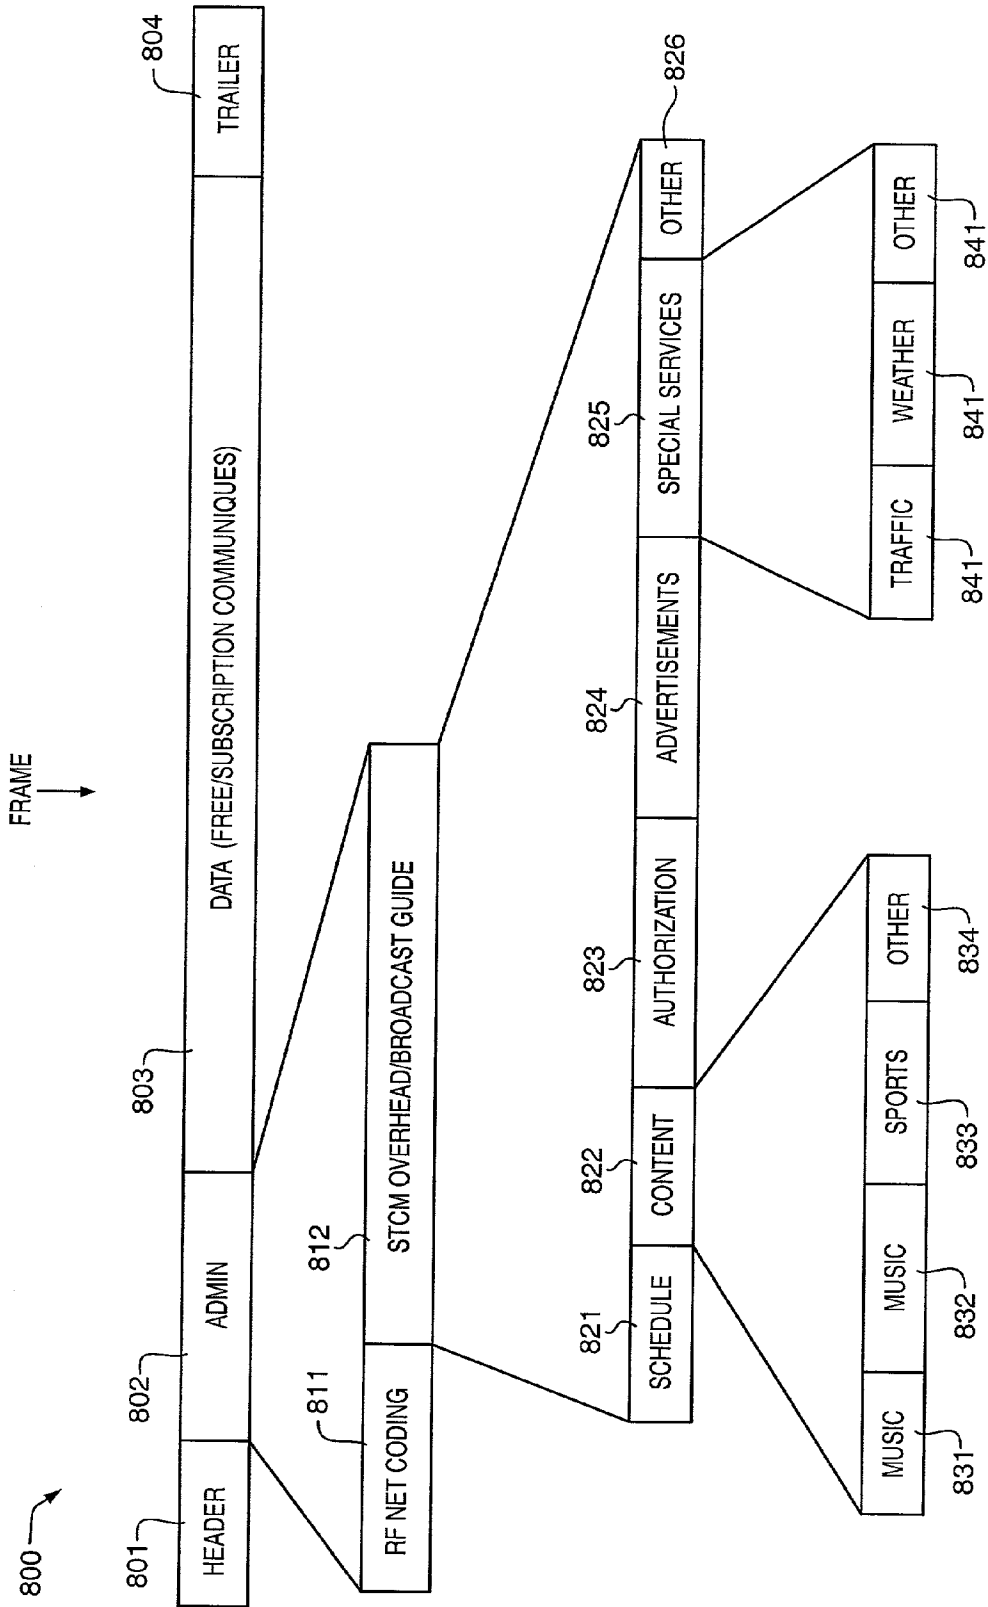 800
FRAME
801
802
803
804
HEADER
ADMIN
DATA (FREE/SUBSCRIPTION COMMUNIQUES)
TRAILER
811
812
RF NET CODING
STCM OVERHEAD/BROADCAST GUIDE
821
822
823
824
825
826
SCHEDULE
CONTENT
AUTHORIZATION
ADVERTISEMENTS
SPECIAL SERVICES
OTHER
MUSIC
MUSIC
SPORTS
OTHER
831
832
833
834
TRAFFIC
WEATHER
OTHER
841
841
841